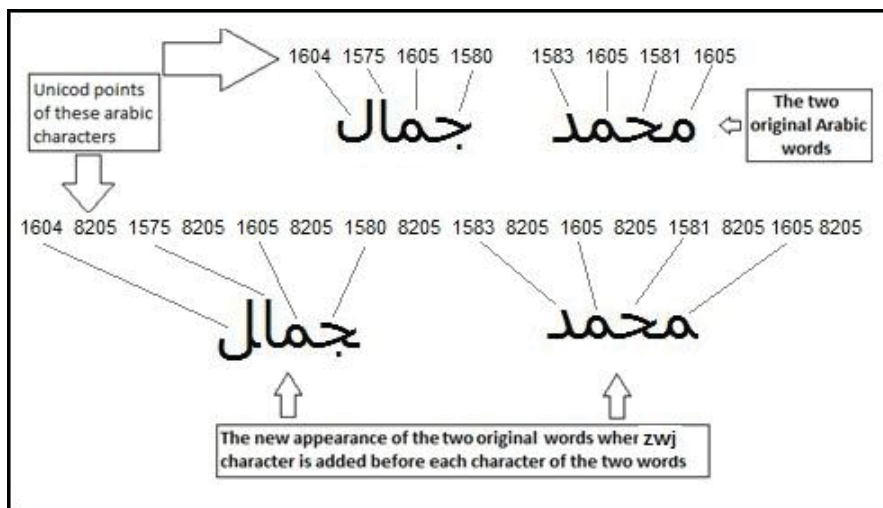 1604 1575 1605 1580 1583 1605 1581 1605
Unicod points
of these arabic
characters
محمد جمال
The two
original Arabic
words
1604 8205 1575 8205 1605 8205 1580 8205 1583 8205 1605 8205 1581 8205 1605 8205
‍م‍ح‍م‍د ‍ج‍م‍ا‍ل
The new appearance of the two original words wher zwj
character is added before each character of the two words